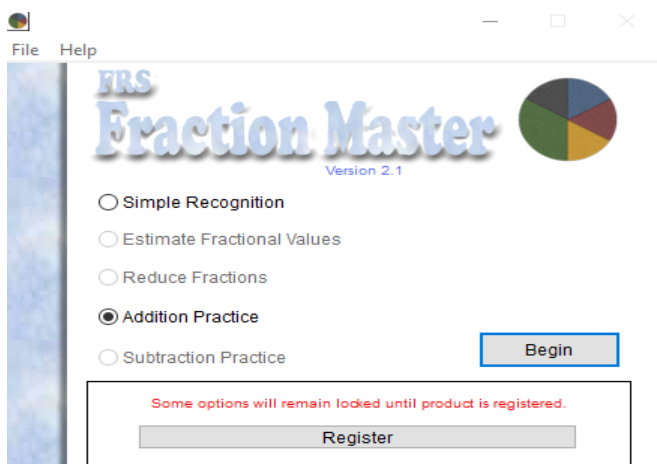 File Help
FRS
Fraction Master
Version 2.1
Simple Recognition
Estimate Fractional Values
Reduce Fractions
Addition Practice
Subtraction Practice
Begin
Some options will remain locked until product is registered.
Register